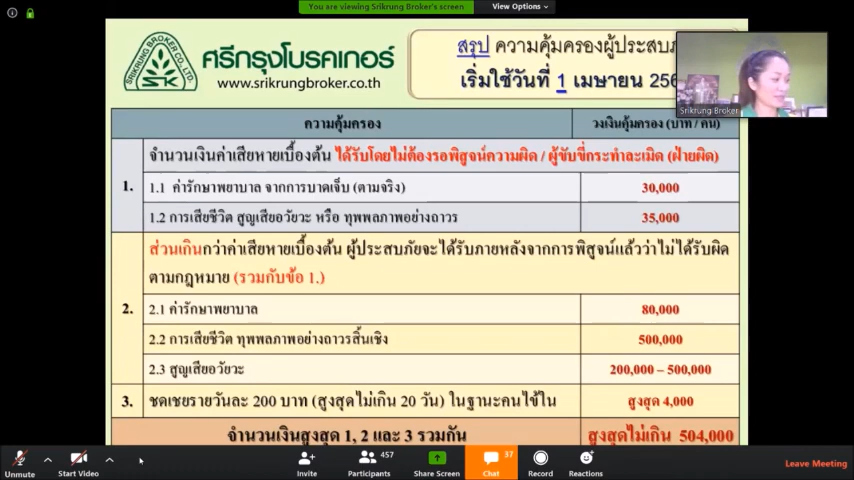 You are viewing Srikrung Broker's screen
View Options
SRIKRUNG BROKER CO., LTD.
SK
ศรีกรุงโบรคเกอร์
www.srikrungbroker.co.th
สรุป ความคุ้มครองผู้ประสบภ
เริ่มใช้วันที่ 1 เมษายน 256
Srikrung Broker
ความคุ้มครอง
วงเงินคุ้มครอง (บาท / คน)
1.
จำนวนเงินค่าเสียหายเบื้องต้น ได้รับโดยไม่ต้องรอพิสูจน์ความผิด / ผู้ขับขี่กระทำละเมิด (ฝ่ายผิด)
1.1 ค่ารักษาพยาบาล จากการบาดเจ็บ (ตามจริง)
30,000
1.2 การเสียชีวิต สูญเสียอวัยวะ หรือ ทุพพลภาพอย่างถาวร
35,000
2.
ส่วนเกินกว่าค่าเสียหายเบื้องต้น ผู้ประสบภัยจะได้รับภายหลังจากการพิสูจน์แล้วว่าไม่ได้รับผิด
ตามกฎหมาย (รวมกับข้อ 1.)
2.1 ค่ารักษาพยาบาล
80,000
2.2 การเสียชีวิต ทุพพลภาพอย่างถาวรสิ้นเชิง
500,000
2.3 สูญเสียอวัยวะ
200,000 – 500,000
3. ชดเชยรายวันละ 200 บาท (สูงสุดไม่เกิน 20 วัน) ในฐานะคนไข้ใน
สูงสุด 4,000
จำนวนเงินสูงสุด 1, 2 และ 3 รวมกัน
สูงสุดไม่เกิน 504,000
Unmute
Start Video
Invite
457
Participants
Share Screen
37
Chat
Record
Reactions
Leave Meeting